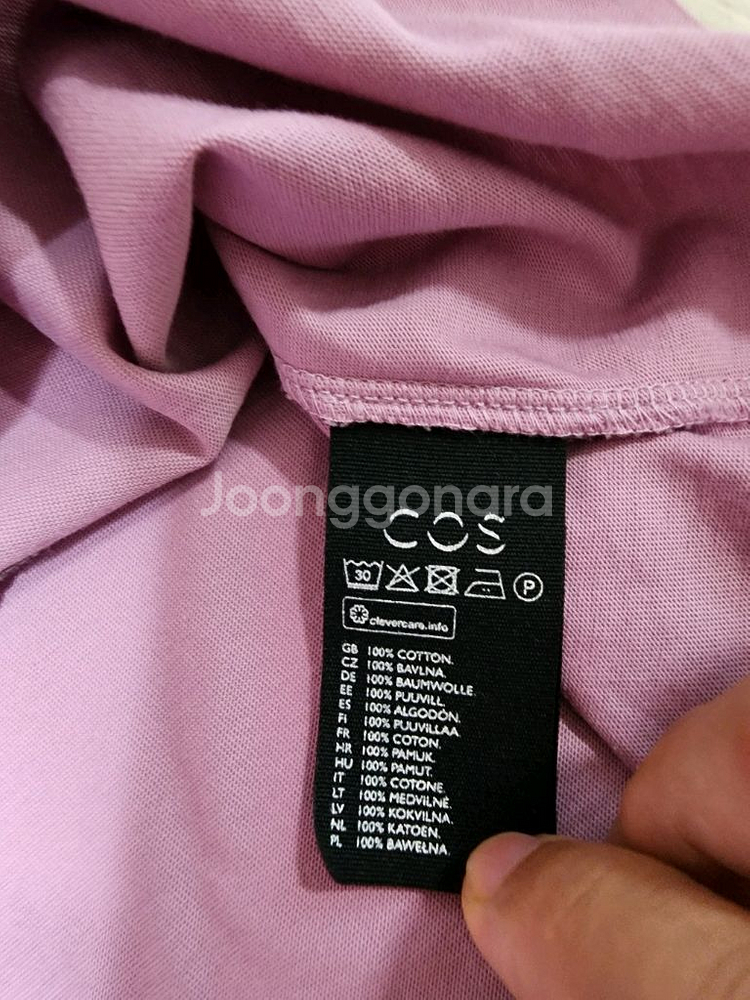 Joonggonara
COS
30 P
clevercare.info
GB 100% COTTON.
CZ 100% BAVLNA.
DE 100% BAUMWOLLE.
EE 100% PUUVILL.
ES 100% ALGODÓN.
FI 100% PUUVILLAA
FR 100% COTON.
HR 100% PAMUK.
HU 100% PAMUT.
IT 100% COTONE.
LT 100% MEDVILNĖ.
LV 100% KOKVILNA.
NL 100% KATOEN.
PL 100% BAWEŁNA.